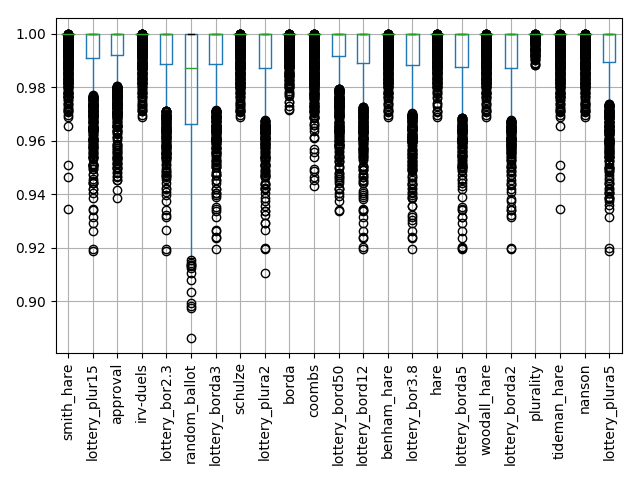 1.00
0.98
0.96
0.94
0.92
0.90
smith_hare
lottery_plur15
approval
irv-duels
lottery_bor2.3
random_ballot
lottery_borda3
schulze
lottery_plura2
borda
coombs
lottery_bord50
lottery_bord12
benham_hare
lottery_bor3.8
hare
lottery_borda5
woodall_hare
lottery_borda2
plurality
tideman_hare
nanson
lottery_plura5